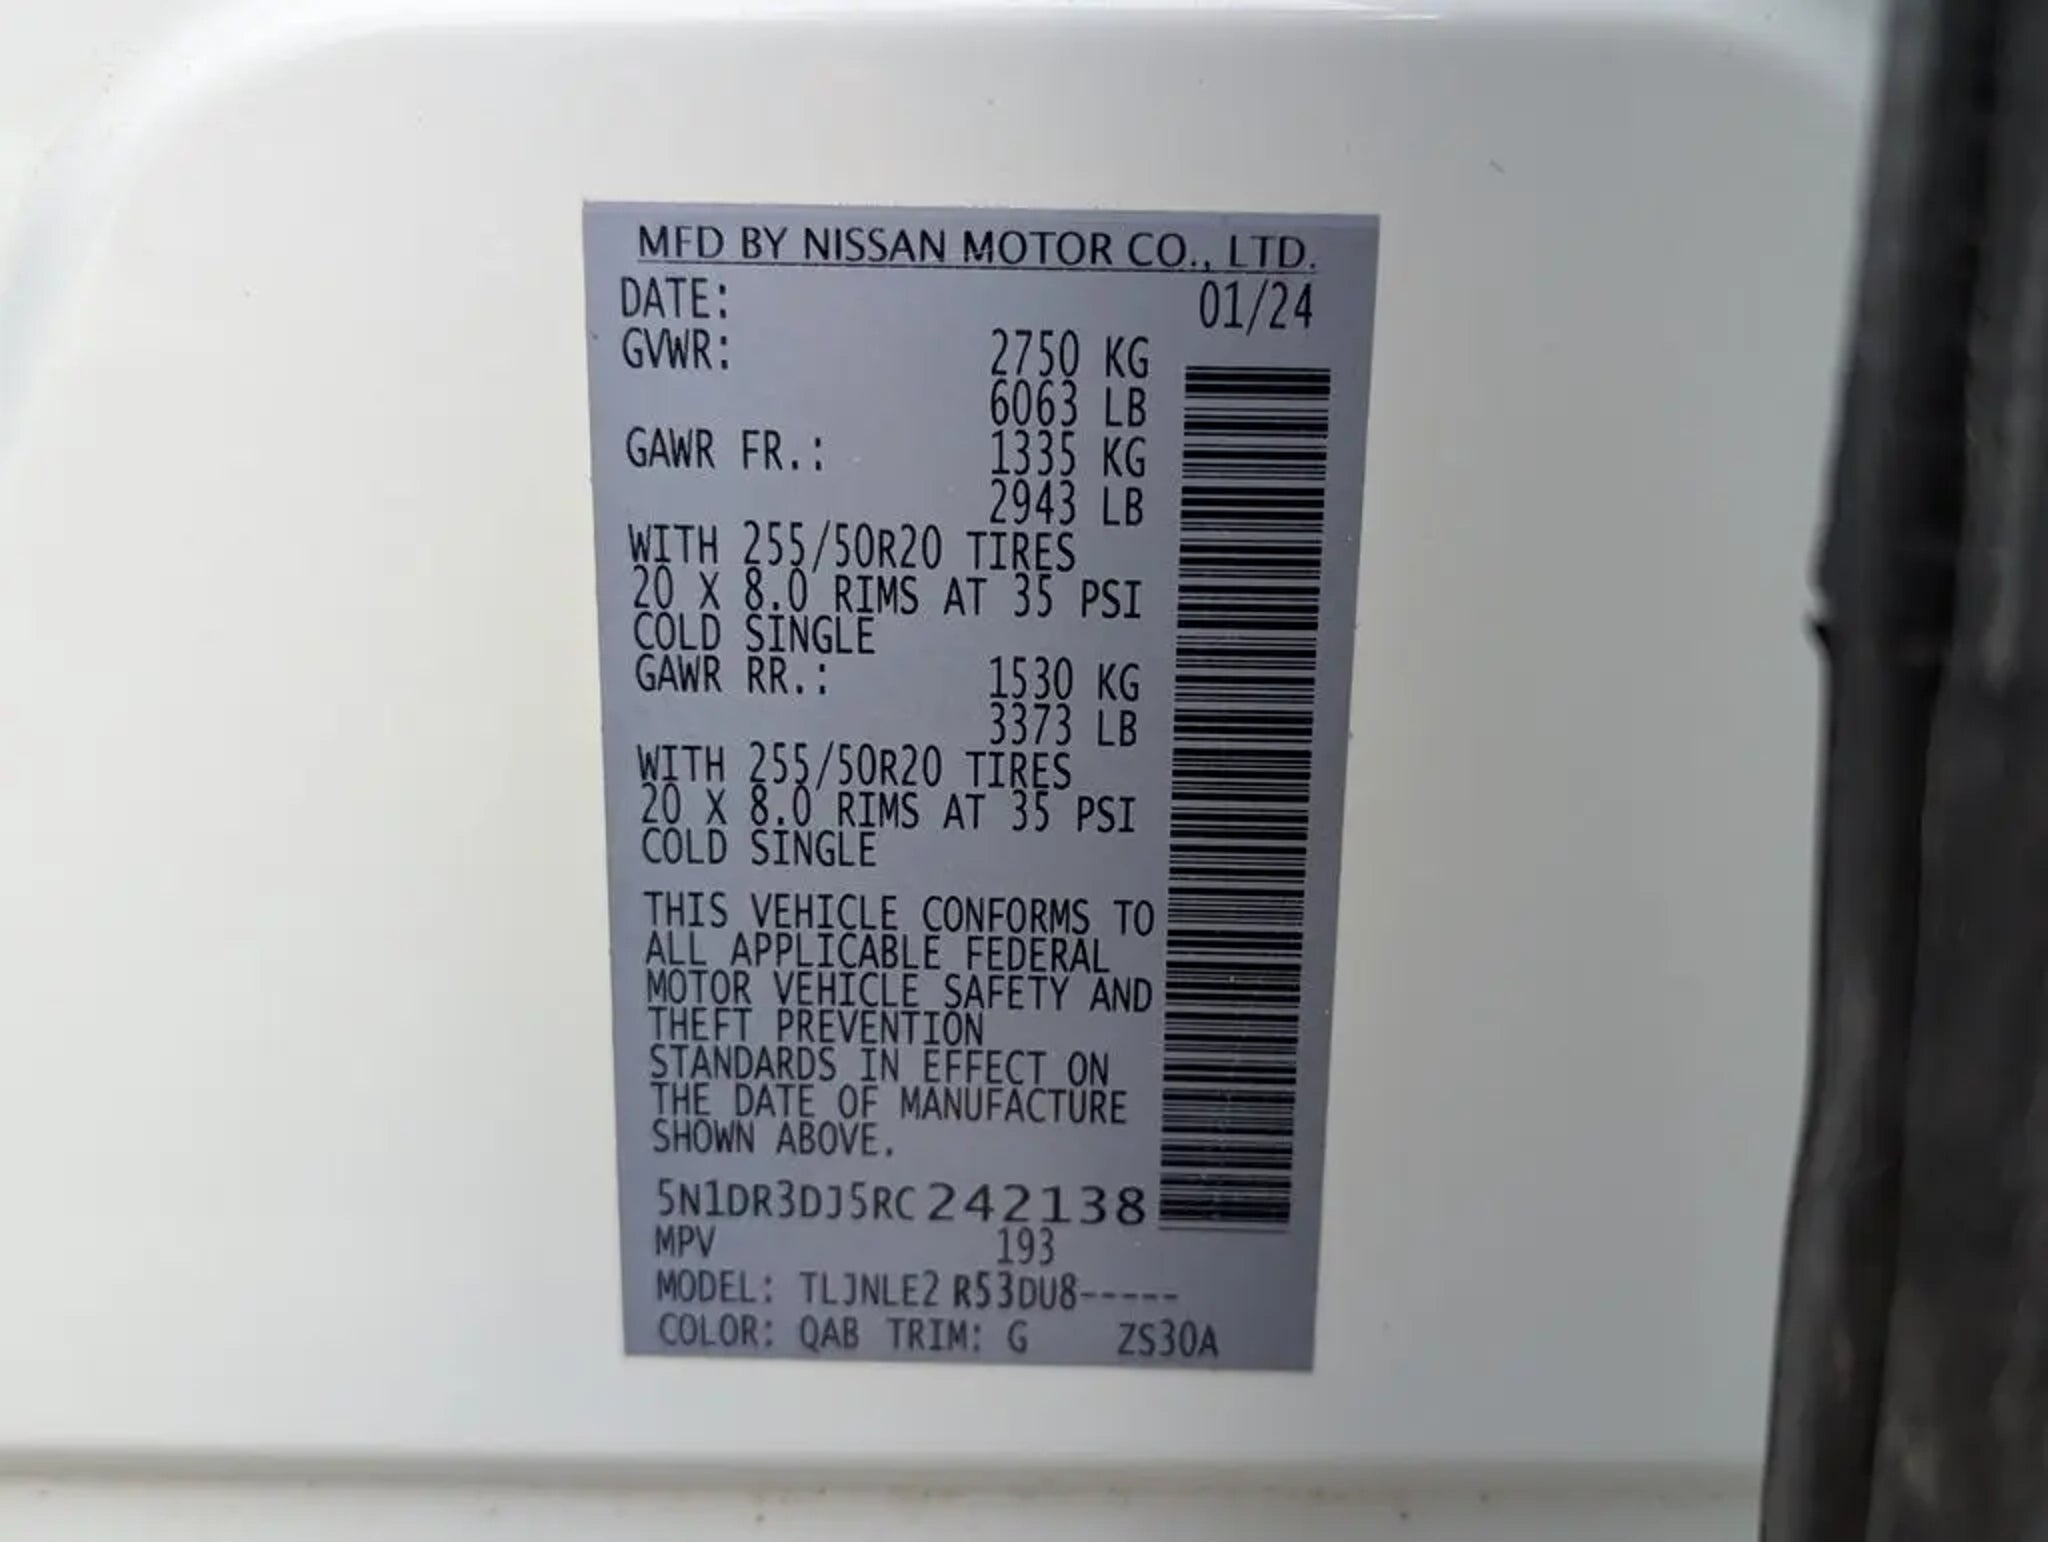 MFD BY NISSAN MOTOR CO., LTD.
DATE: 01/24
GVWR: 2750 KG
6063 LB
GAWR FR.: 1335 KG
2943 LB
WITH 255/50R20 TIRES
20 X 8.0 RIMS AT 35 PSI
COLD SINGLE
GAWR RR.: 1530 KG
3373 LB
WITH 255/50R20 TIRES
20 X 8.0 RIMS AT 35 PSI
COLD SINGLE
THIS VEHICLE CONFORMS TO
ALL APPLICABLE FEDERAL
MOTOR VEHICLE SAFETY AND
THEFT PREVENTION
STANDARDS IN EFFECT ON
THE DATE OF MANUFACTURE
SHOWN ABOVE.
5N1DR3DJ5RC242138
MPV 193
MODEL: TLJNLE2 R53DU8-----
COLOR: QAB TRIM: G ZS30A